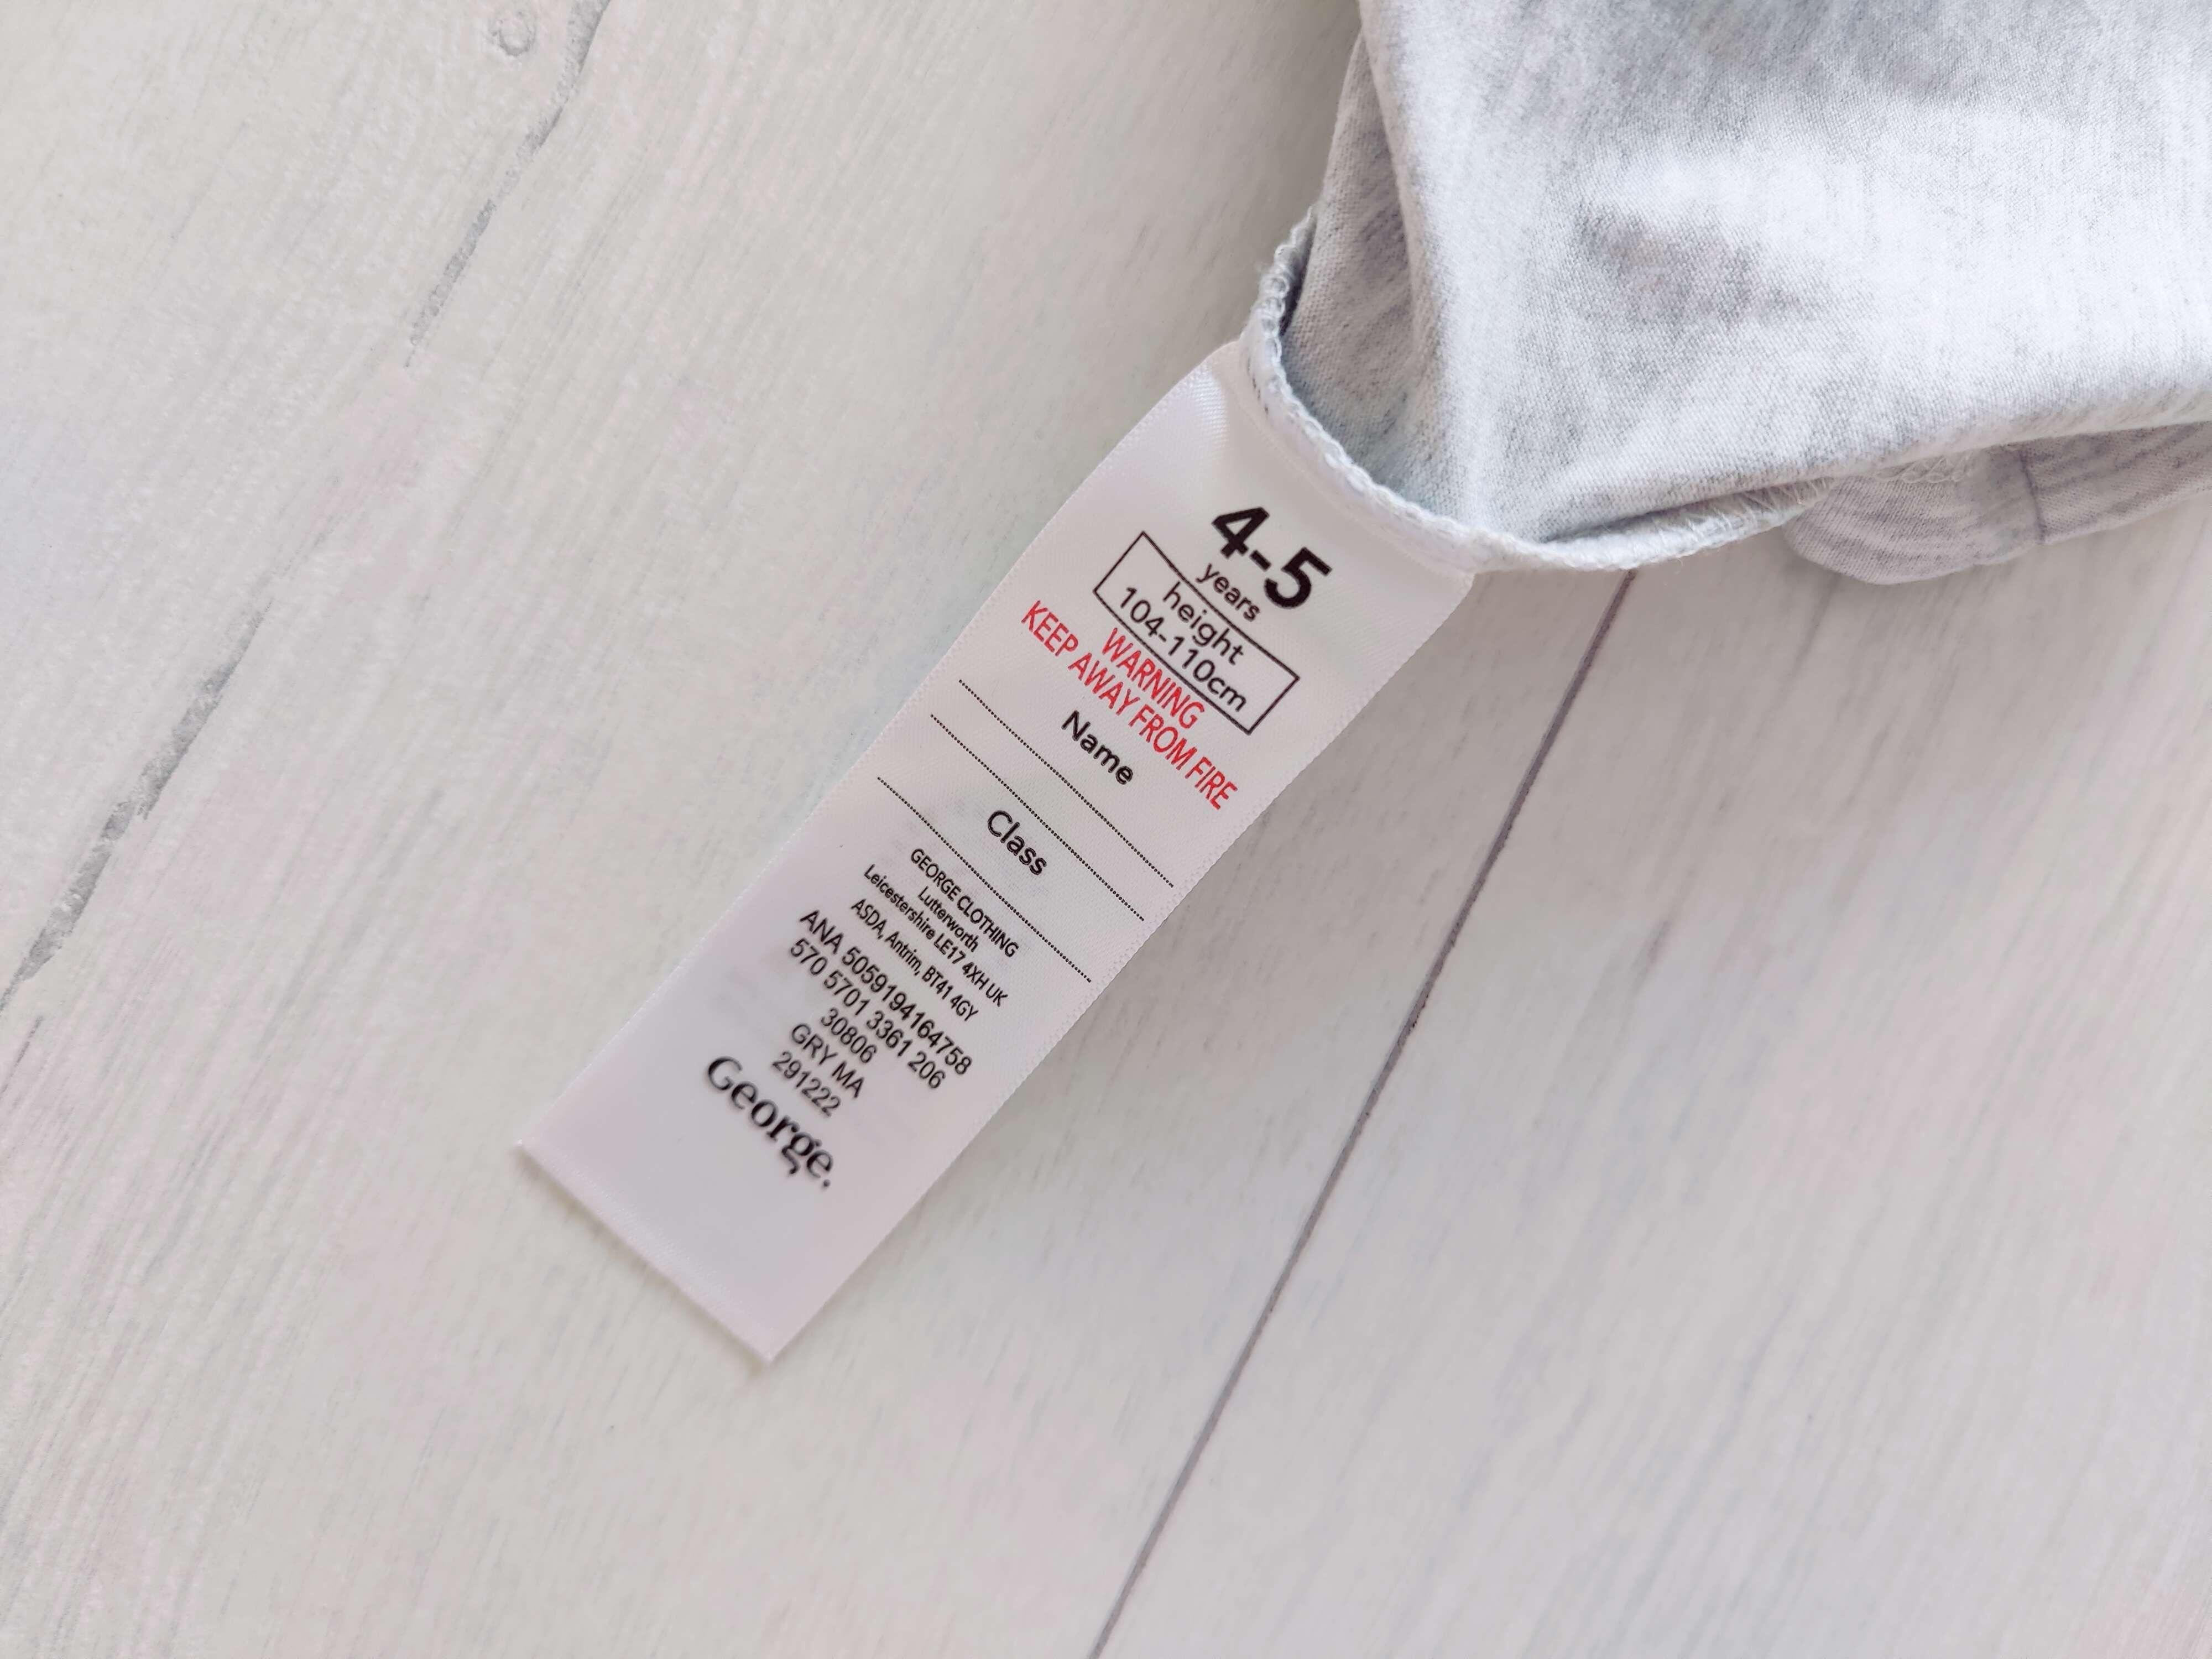 4-5
years
height
104-110cm
WARNING
KEEP AWAY FROM FIRE
Name
Class
GEORGE CLOTHING
Lutterworth
Leicestershire LE17 4XH UK
ASDA, Antrim, BT41 4GY
ANA 5059194164758
570 5701 3361 206
30806
GRY MA
291222
George.